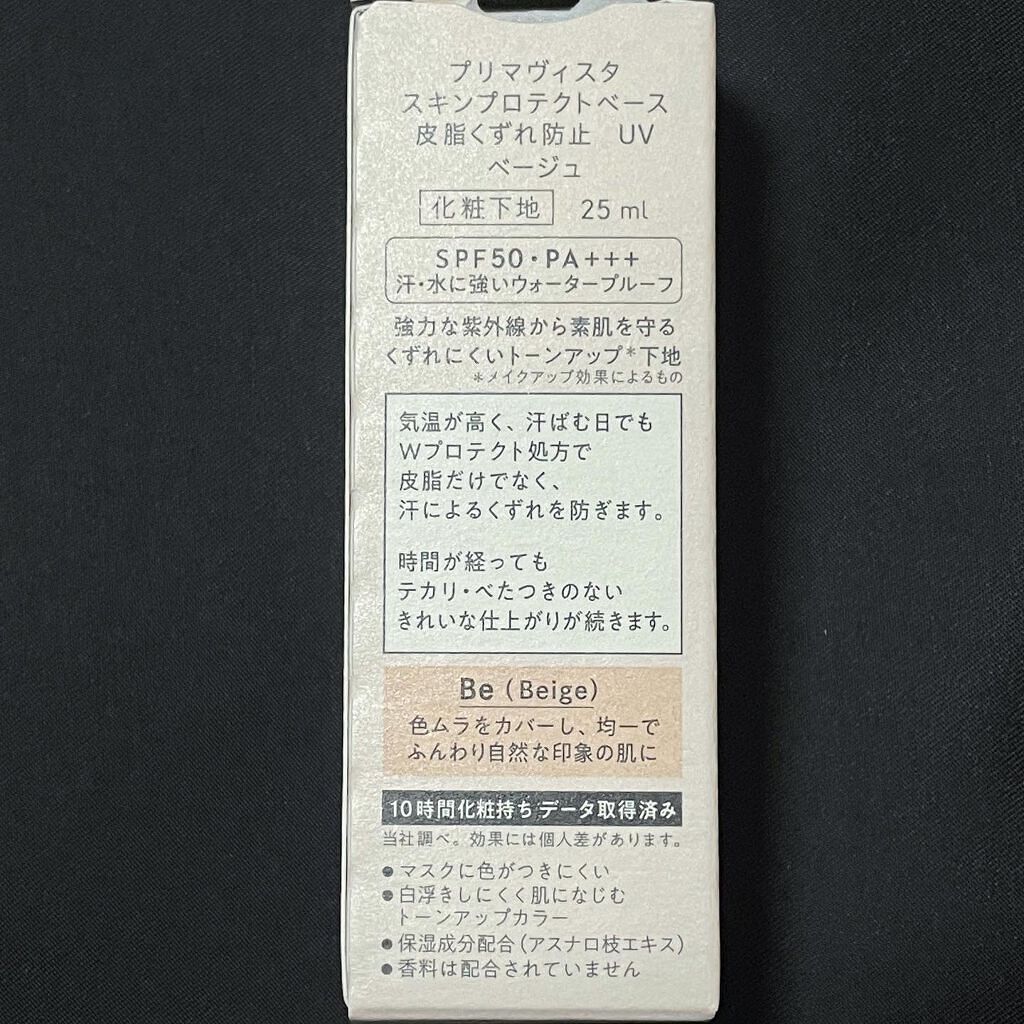 プリマヴィスタ
スキンプロテクトベース
皮脂くずれ防止 UV
ベージュ
化粧下地 25 ml
SPF50・PA+++
汗・水に強いウォータープルーフ
強力な紫外線から素肌を守る
くずれにくいトーンアップ*下地
*メイクアップ効果によるもの
気温が高く、汗ばむ日でも
Wプロテクト処方で
皮脂だけでなく、
汗によるくずれを防ぎます。
時間が経っても
テカリ・べたつきのない
きれいな仕上がりが続きます。
Be (Beige)
色ムラをカバーし、均一で
ふんわり自然な印象の肌に
10時間化粧持ち データ取得済み
当社調べ。効果には個人差があります。
●マスクに色がつきにくい
●白浮きしにくく肌になじむ
トーンアップカラー
●保湿成分配合(アスナロ枝エキス)
●香料は配合されていません